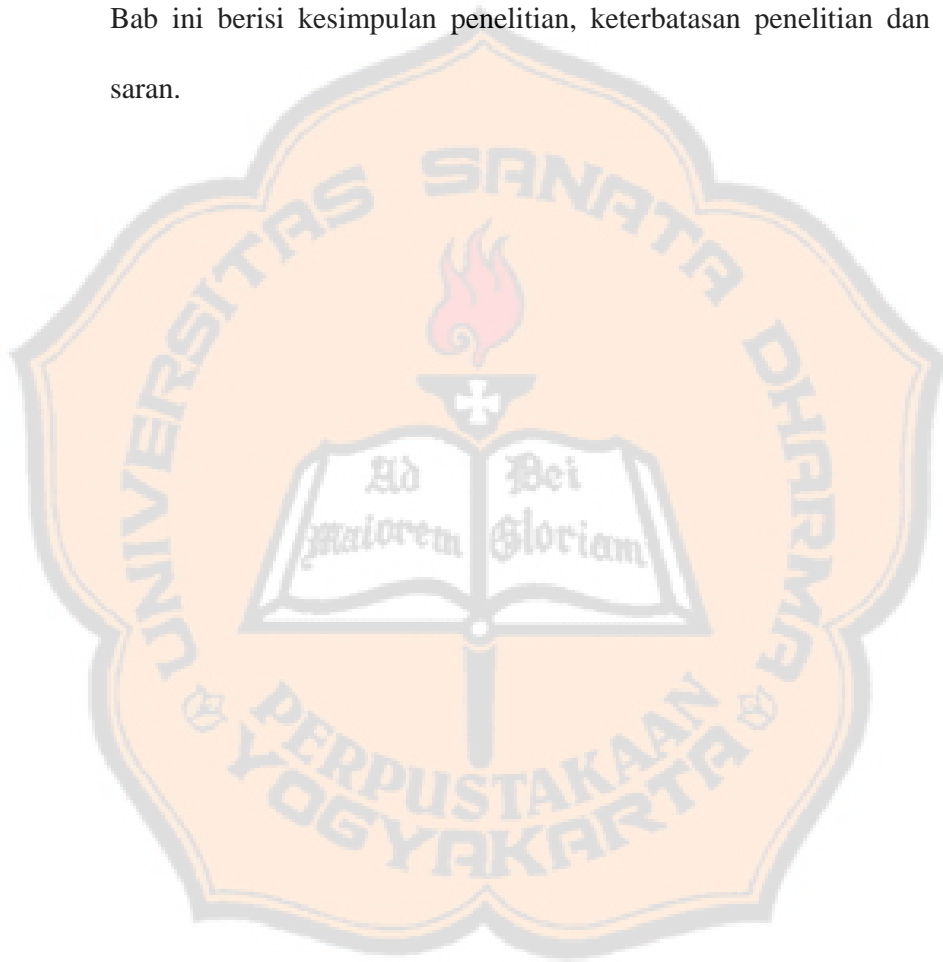 Bab ini berisi kesimpulan penelitian, keterbatasan penelitian dan
saran.
UNIVERSITAS SANATA DHARMA
Ad Dei
Maiorem Gloriam
PERPUSTAKAAN
YOGYAKARTA